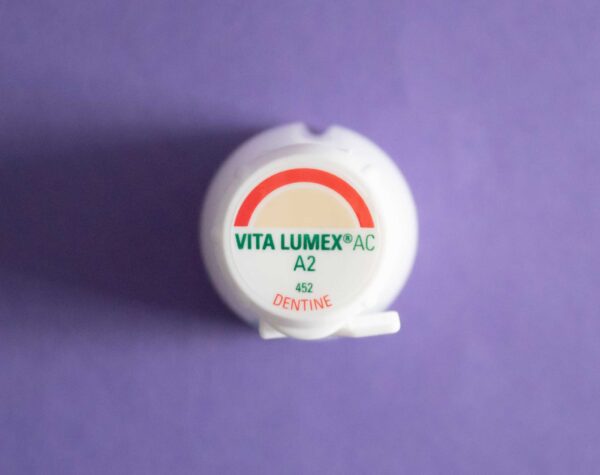 VITA LUMEX® AC
A2
452
DENTINE